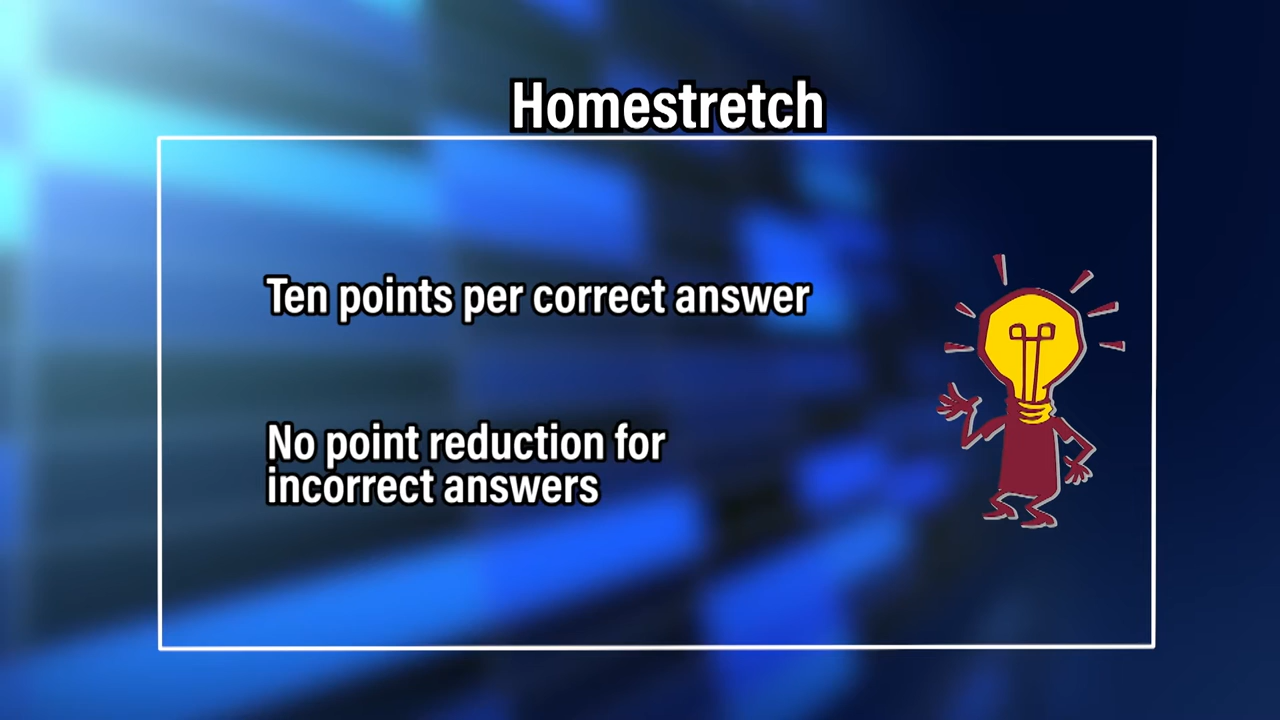 Homestretch
Ten points per correct answer
No point reduction for
incorrect answers